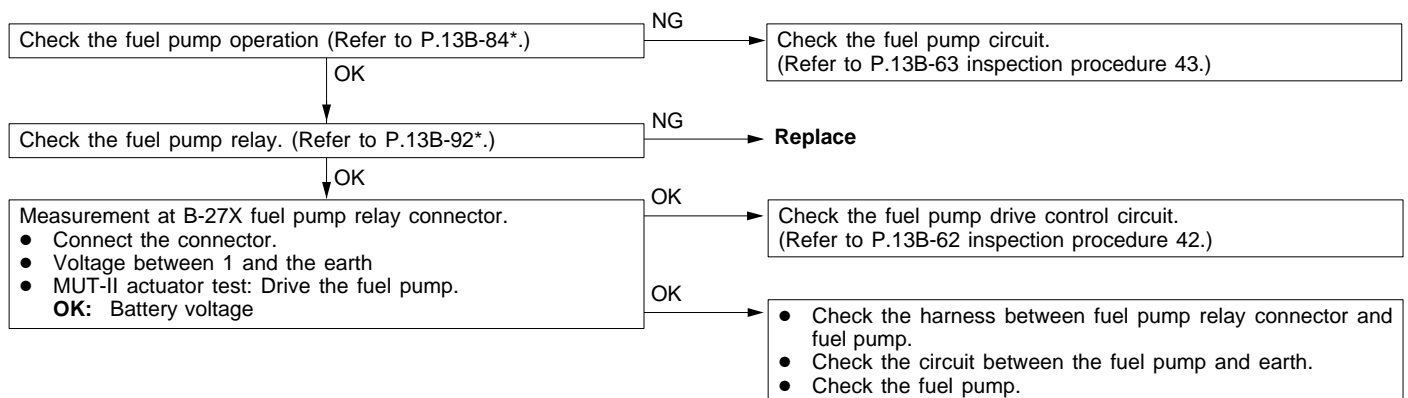 Check the fuel pump operation (Refer to P.13B-84*.)
NG
Check the fuel pump circuit.
(Refer to P.13B-63 inspection procedure 43.)
OK
Check the fuel pump relay. (Refer to P.13B-92*.)
NG
Replace
OK
Measurement at B-27X fuel pump relay connector.
● Connect the connector.
● Voltage between 1 and the earth
● MUT-II actuator test: Drive the fuel pump.
OK: Battery voltage
OK
Check the fuel pump drive control circuit.
(Refer to P.13B-62 inspection procedure 42.)
OK
● Check the harness between fuel pump relay connector and
fuel pump.
● Check the circuit between the fuel pump and earth.
● Check the fuel pump.